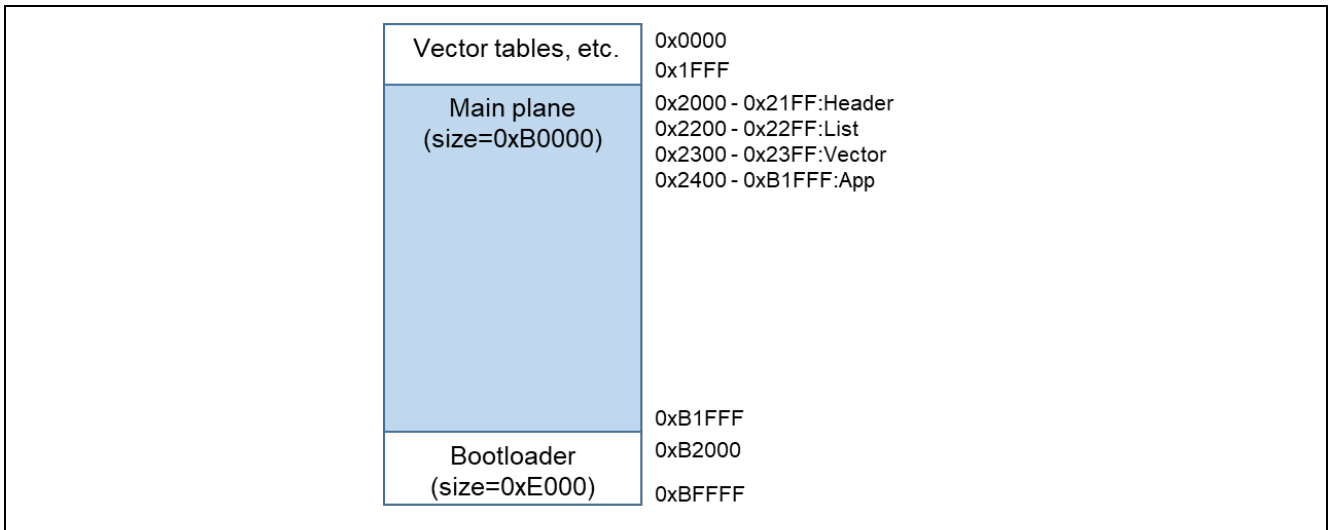 Vector tables, etc.
0x0000
0x1FFF
Main plane
(size=0xB0000)
0x2000 - 0x21FF:Header
0x2200 - 0x22FF:List
0x2300 - 0x23FF:Vector
0x2400 - 0xB1FFF:App
0xB1FFF
Bootloader
(size=0xE000)
0xB2000
0xBFFFF